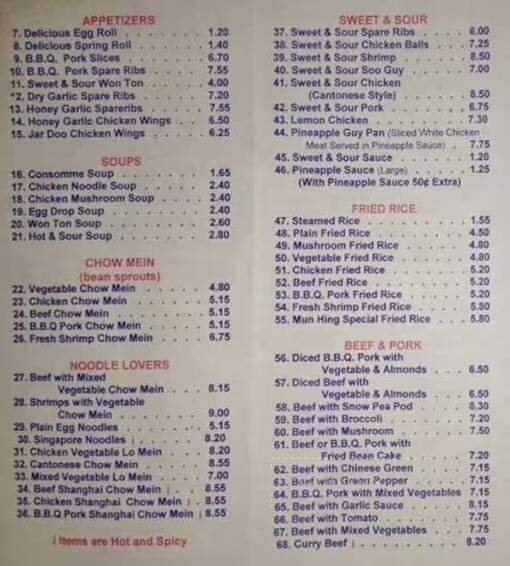 APPETIZERS
7. Delicious Egg Roll . . . . . . . . 1.20
8. Delicious Spring Roll . . . . . . . 1.40
9. B.B.Q. Pork Slices . . . . . . . . 6.70
10. B.B.Q. Pork Spare Ribs . . . . . 7.55
11. Sweet & Sour Won Ton . . . . . 4.00
*2, Dry Garlic Spare Ribs . . . . . . 7.20
13. Honey Garlic Spareribs . . . . . 7.55
14. Honey Garlic Chicken Wings . . 6.50
15. Jar Doo Chicken Wings . . . . . 6.25
SOUPS
16. Consomme Soup . . . . . . . . 1.65
17. Chicken Noodle Soup . . . . . . 2.40
18. Chicken Mushroom Soup . . . . 2.40
19. Egg Drop Soup . . . . . . . . . 2.40
20. Won Ton Soup . . . . . . . . . 2.60
21. Hot & Sour Soup . . . . . . . . 2.80
CHOW MEIN
(bean sprouts)
22. Vegetable Chow Mein . . . . . . 4.80
23. Chicken Chow Mein . . . . . . . 5.15
24. Beef Chow Mein . . . . . . . . . 5.15
25. B.B.Q Pork Chow Mein . . . . . 5.15
26. Fresh Shrimp Chow Mein . . . . 6.75
NOODLE LOVERS
27. Beef with Mixed
Vegetable Chow Mein . . . 8.15
28. Shrimps with Vegetable
Chow Mein . . . . . . . . 9.00
29. Plain Egg Noodles . . . . . . . 5.15
30. Singapore Noodles ¡ . . . . . . 8.20
31. Chicken Vegetable Lo Mein . . . 8.20
32. Cantonese Chow Mein . . . . . 8.55
33. Mixed Vegetable Lo Mein . . . . 7.00
34. Beef Shanghai Chow Mein ¡ . . 8.55
35. Chicken Shanghai Chow Mein ¡ 8.55
36. B.B.Q Pork Shanghai Chow Mein ¡ 8.55
¡ Items are Hot and Spicy
SWEET & SOUR
37. Sweet & Sour Spare Ribs . . . . 6.00
38. Sweet & Sour Chicken Balls . . . 7.25
39. Sweet & Sour Shrimp . . . . . . 8.50
40. Sweet & Sour Soo Guy . . . . . 7.00
41. Sweet & Sour Chicken
(Cantonese Style) . . . . . . 8.50
42. Sweet & Sour Pork . . . . . . . 6.75
43. Lemon Chicken . . . . . . . . . 7.30
44. Pineapple Guy Pan (Sliced White Chicken
Meat Served in Pineapple Sauce) . 7.75
45. Sweet & Sour Sauce . . . . . . 1.20
46. Pineapple Sauce (Large) . . . . . 1.25
(With Pineapple Sauce 50¢ Extra)
FRIED RICE
47. Steamed Rice . . . . . . . . . . 1.55
48. Plain Fried Rice . . . . . . . . . 4.50
49. Mushroom Fried Rice . . . . . . 4.80
50. Vegetable Fried Rice . . . . . . 4.80
51. Chicken Fried Rice . . . . . . . 5.20
52. Beef Fried Rice . . . . . . . . . 5.20
53. B.B.Q. Pork Fried Rice . . . . . 5.20
54. Fresh Shrimp Fried Rice . . . . 5.80
55. Mun Hing Special Fried Rice . . 5.80
BEEF & PORK
56. Diced B.B.Q. Pork with
Vegetable & Almonds . . . 6.50
57. Diced Beef with
Vegetable & Almonds . . . 6.50
58. Beef with Snow Pea Pod . . . . 8.30
59. Beef with Broccoli . . . . . . . 7.20
60. Beef with Mushroom . . . . . . 7.50
61. Beef or B.B.Q. Pork with
Fried Bean Cake . . . . . . 7.20
62. Beef with Chinese Green . . . . 7.15
63. Beef with Green Pepper . . . . . 7.15
64. B.B.Q. Pork with Mixed Vegetables 7.15
65. Beef with Garlic Sauce . . . . . 8.15
66. Beef with Tomato . . . . . . . . 7.75
67. Beef with Mixed Vegetables . . . 7.75
68. Curry Beef ¡ . . . . . . . . . . 8.20